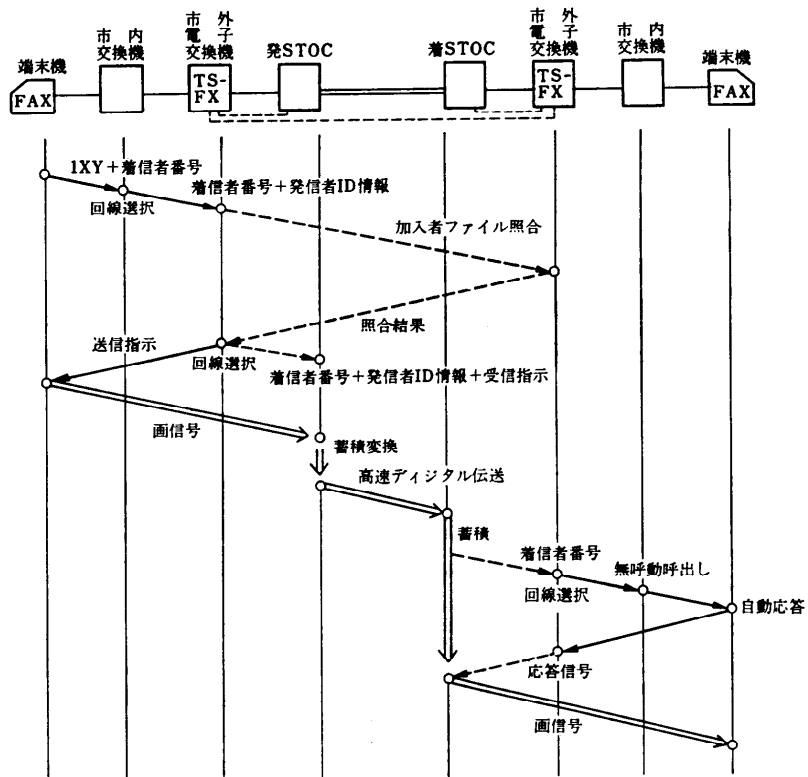 端末機
FAX
市内
交換機
市外
電子
交換機
TS-
FX
発STOC
着STOC
市外
電子
交換機
TS-
FX
市内
交換機
端末機
FAX
1XY+着信者番号
回線選択
着信者番号+発信者ID情報
加入者ファイル照合
照合結果
送信指示
回線選択
着信者番号+発信者ID情報+受信指示
画信号
蓄積変換
高速ディジタル伝送
蓄積
着信者番号
回線選択
無呼動呼出し
自動応答
応答信号
画信号